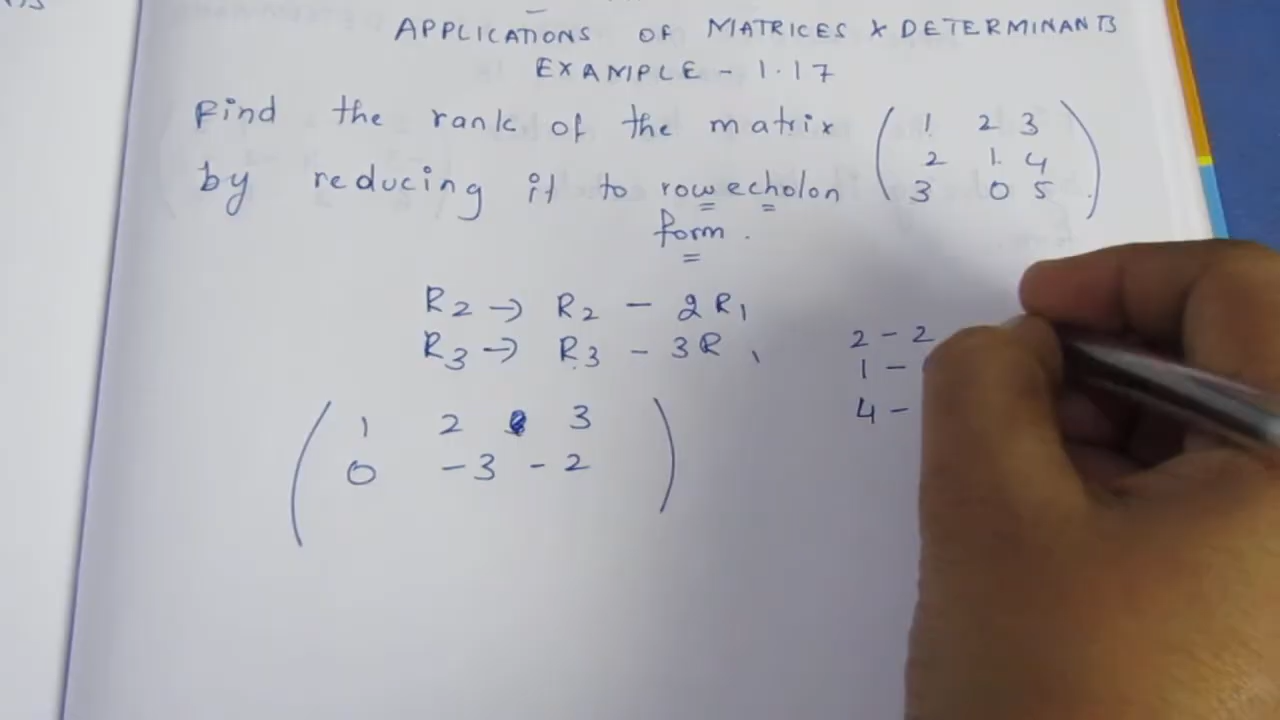 APPLICATIONS OF MATRICES & DETERMINANTS
EXAMPLE - 1.17
Find the rank of the matrix ( 1 2 3
2 1 4
by reducing it to row echolon 3 0 5 )
form.
R2 → R2 - 2R1
R3 → R3 - 3R1
2 - 2
1 -
4 -
( 1 2 3
0 -3 -2 )